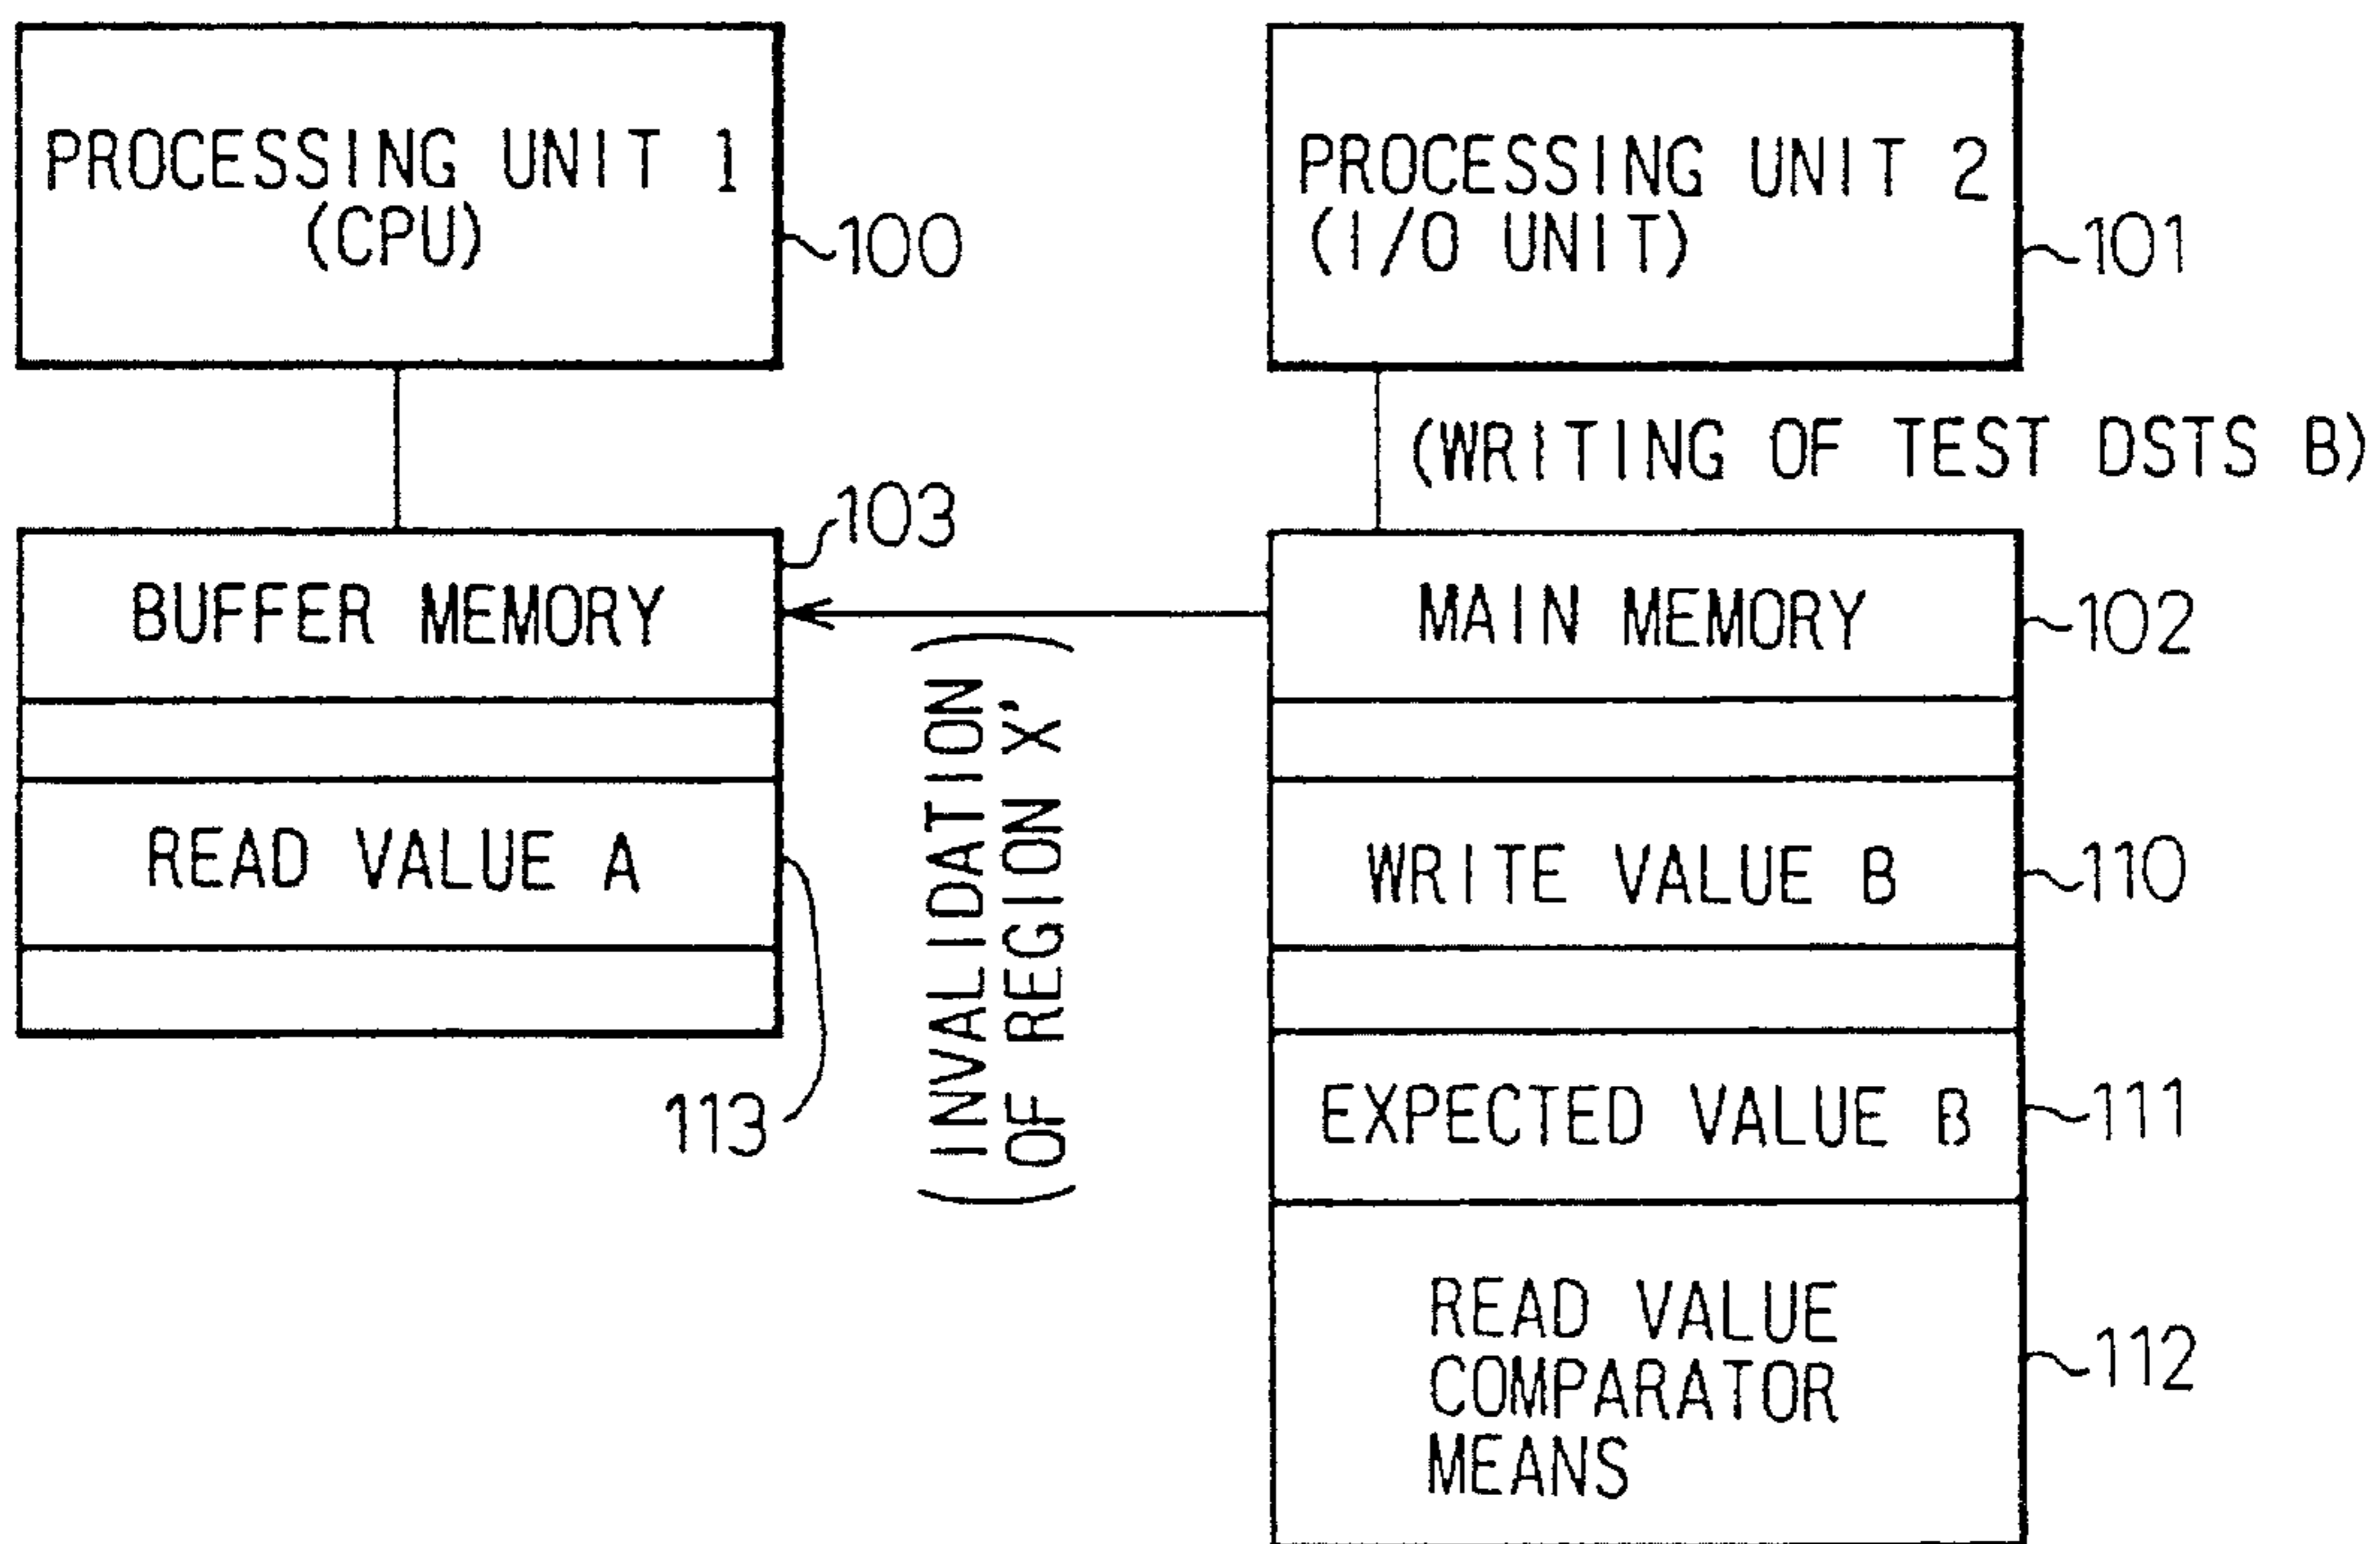 PROCESSING UNIT 1
(CPU)
100
PROCESSING UNIT 2
(I/O UNIT)
101
(WRITING OF TEST DSTS B)
103
BUFFER MEMORY
MAIN MEMORY
102
(INVALIDATION
OF REGION X')
READ VALUE A
113
WRITE VALUE B
110
EXPECTED VALUE B
111
READ VALUE
COMPARATOR
MEANS
112